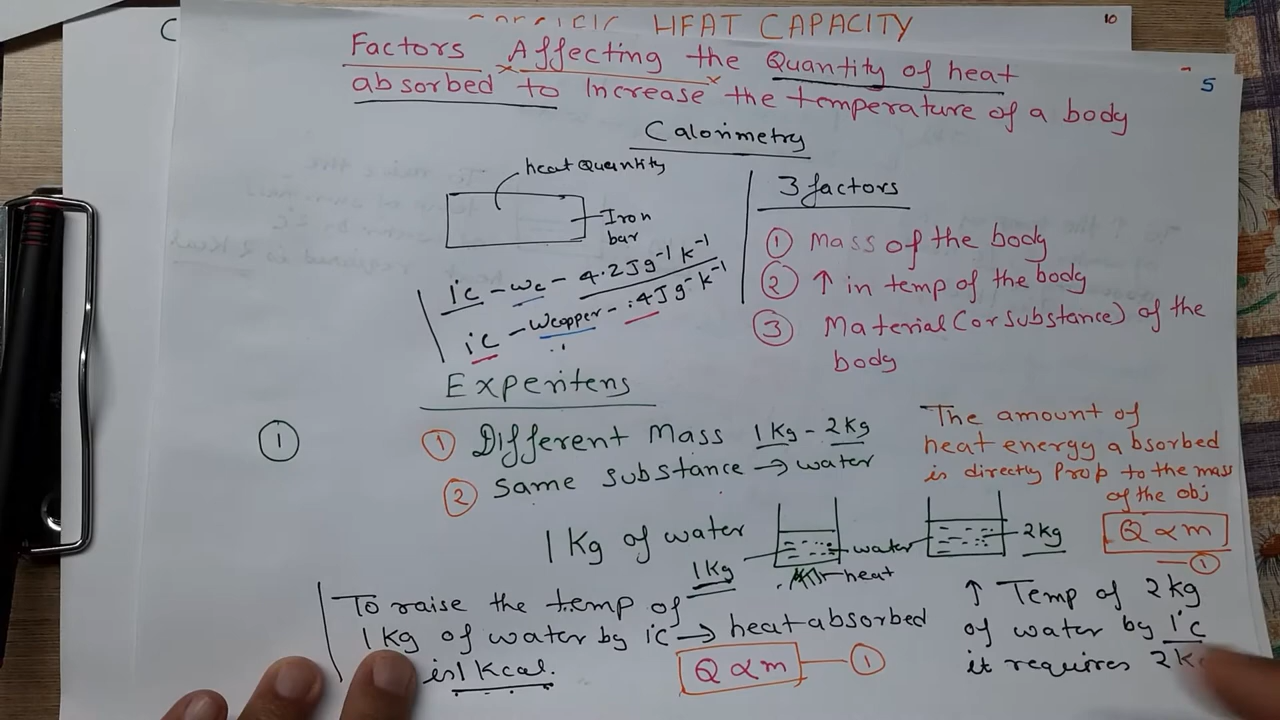 HEAT CAPACITY
10
Factors Affecting the Quantity of heat
absorbed to Increase the temperature of a body
5
Calorimetry
heat Quantity
Iron
bar
1°c - wc - 4.2 J g⁻¹ k⁻¹
1°c - wcopper - .4 J g⁻ k⁻¹
3 factors
① Mass of the body
② ↑ in temp of the body
③ Material (or substance) of the
body
Experitens
①
① Different Mass 1Kg - 2Kg
② Same substance → water
The amount of
heat energgy absorbed
is directly Prop to the mass
of the obj
Q ∝ m
①
1 Kg of water
1Kg
water
heat
2Kg
To raise the temp of
1Kg of water by 1°c → heat absorbed
is 1 Kcal.
Q ∝ m — ①
↑ Temp of 2 kg
of water by 1°c
it requires 2K